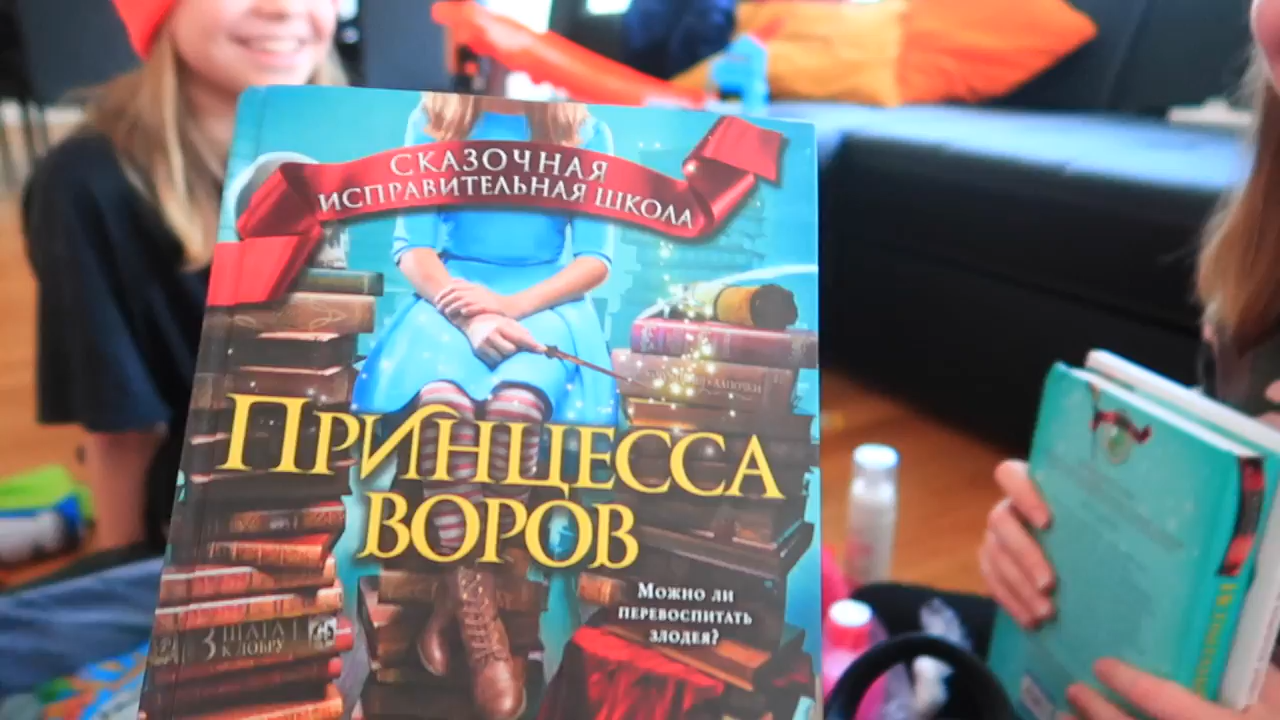 СКАЗОЧНАЯ
ИСПРАВИТЕЛЬНАЯ ШКОЛА
ПРИНЦЕССА
ВОРОВ
МОЖНО ЛИ
ПЕРЕВОСПИТАТЬ
ЗЛОДЕЯ?
3 ШАГА
К ДОБРУ